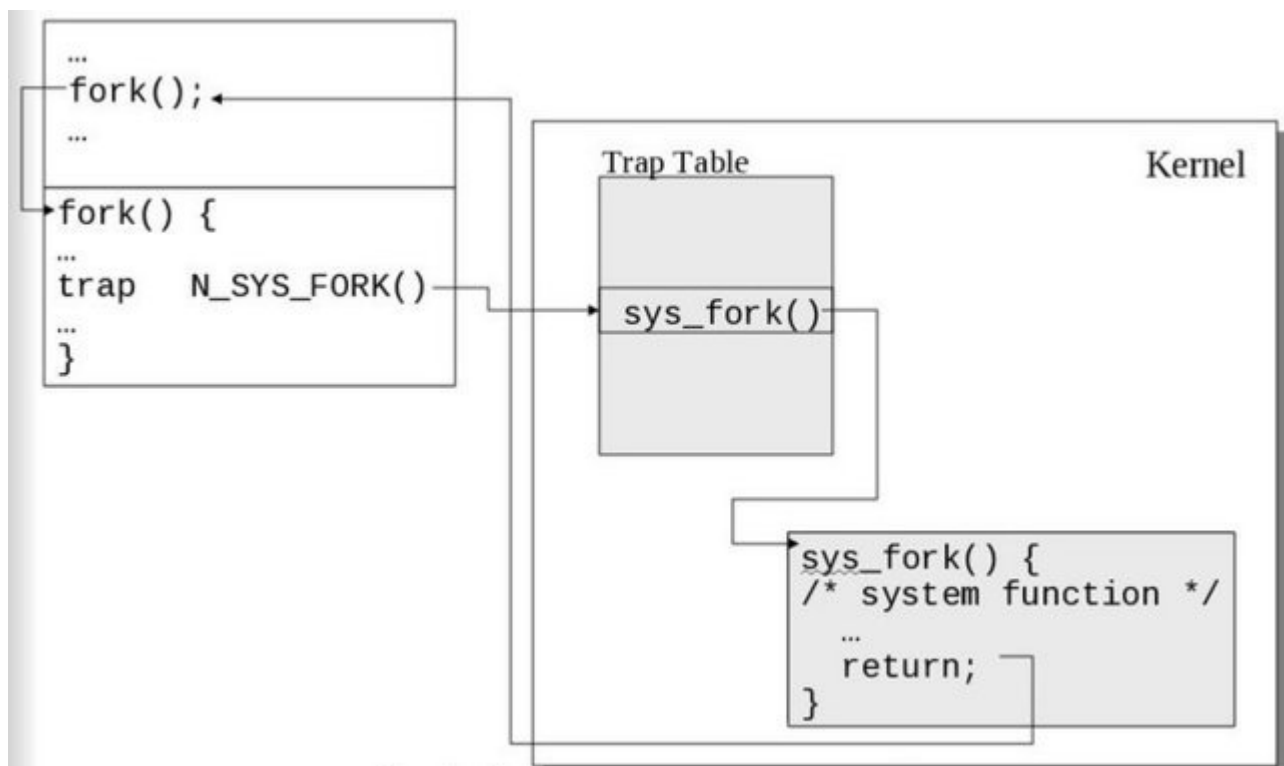 …
fork();
…
fork() {
…
trap N_SYS_FORK()
…
}
Kernel
Trap Table
sys_fork()
sys_fork() {
/* system function */
…
return;
}